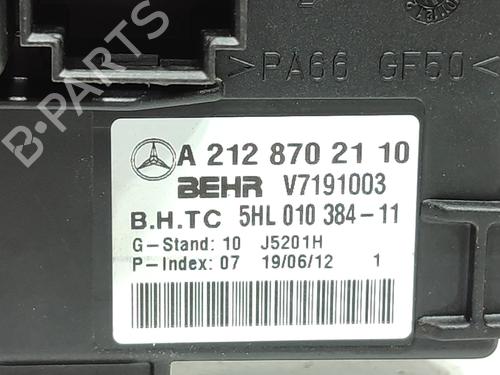 >PA66 GF50<
A 212 870 21 10
BEHR V7191003
B.H.TC 5HL 010 384-11
G-Stand: 10 J5201H
P-Index: 07 19/06/12 1
B-PARTS